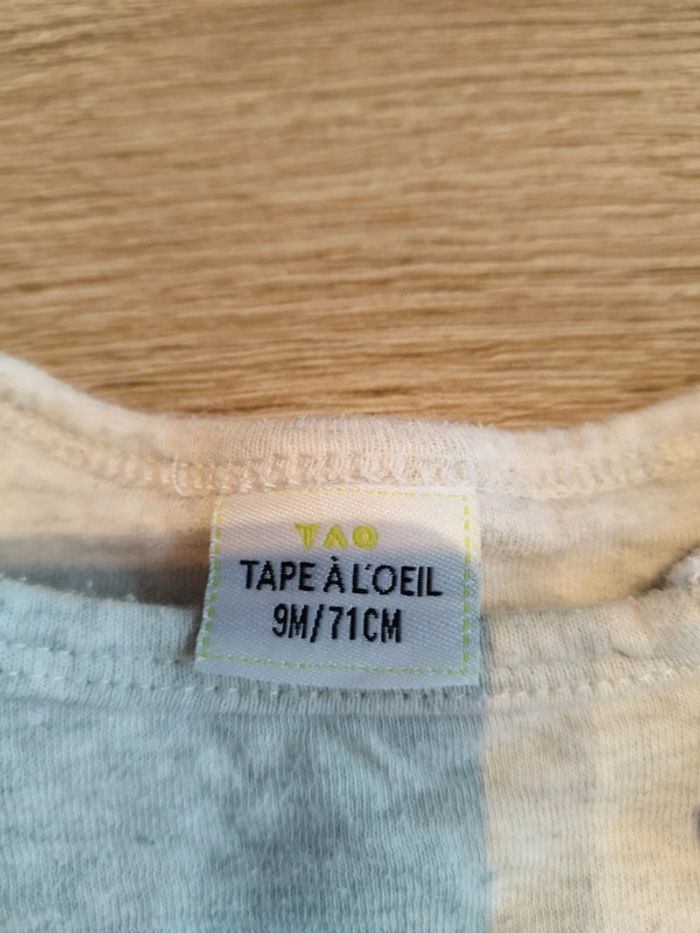 TAO
TAPE À L'OEIL
9M/71CM